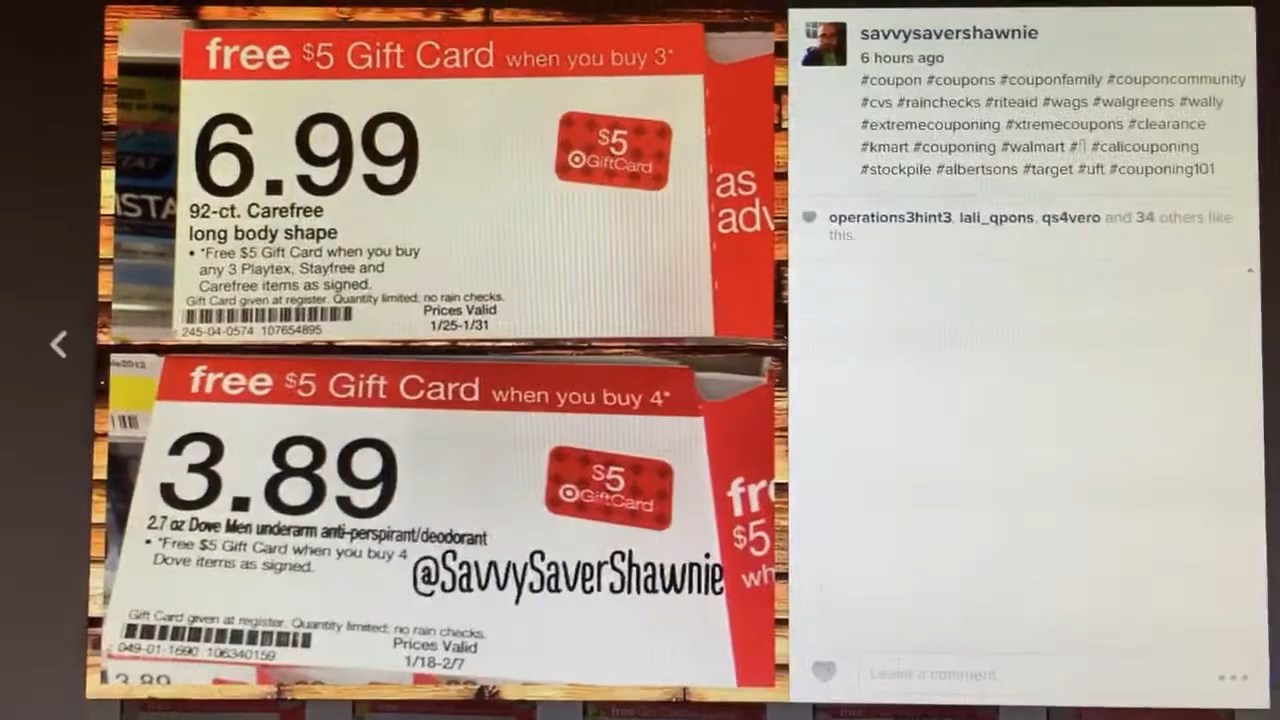 free $5 Gift Card when you buy 3*
6.99
$5
GiftCard
92-ct. Carefree
long body shape
• *Free $5 Gift Card when you buy
any 3 Playtex, Stayfree and
Carefree items as signed.
Gift Card given at register. Quantity limited; no rain checks.
Prices Valid
1/25-1/31
245-04-0574 107654895
as
adv
free $5 Gift Card when you buy 4*
3.89
$5
GiftCard
2.7 oz Dove Men underarm anti-perspirant/deodorant
• *Free $5 Gift Card when you buy 4
Dove items as signed.
@SavvySaverShawnie
Gift Card given at register. Quantity limited; no rain checks.
Prices Valid
1/18-2/7
049-01-1690 106340159
$5
wh
3.89
savvysavershawnie
6 hours ago
#coupon #coupons #couponfamily #couponcommunity
#cvs #rainchecks #riteaid #wags #walgreens #wally
#extremecouponing #xtremecoupons #clearance
#kmart #couponing #walmart # #calicouponing
#stockpile #albertsons #target #uft #couponing101
operations3hint3, lali_qpons, qs4vero and 34 others like
this.
Leave a comment...